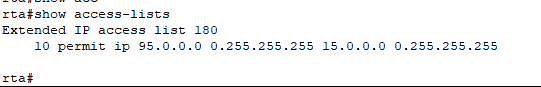 rta#show access-lists
Extended IP access list 180
    10 permit ip 95.0.0.0 0.255.255.255 15.0.0.0 0.255.255.255

rta#